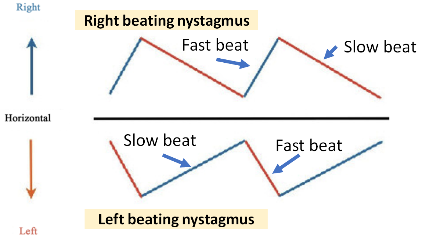 Right
Right beating nystagmus
Fast beat
Slow beat
Horizontal
Slow beat
Fast beat
Left beating nystagmus
Left